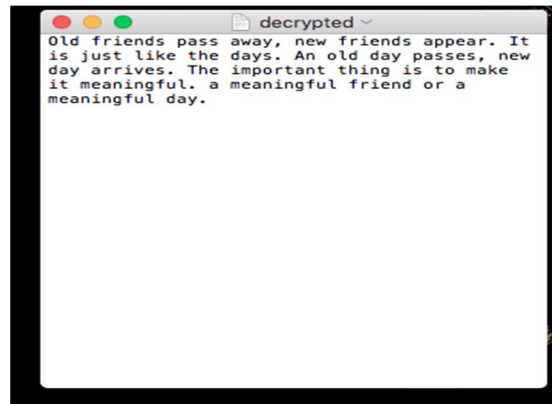 decrypted
Old friends pass away, new friends appear. It
is just like the days. An old day passes, new
day arrives. The important thing is to make
it meaningful. a meaningful friend or a
meaningful day.